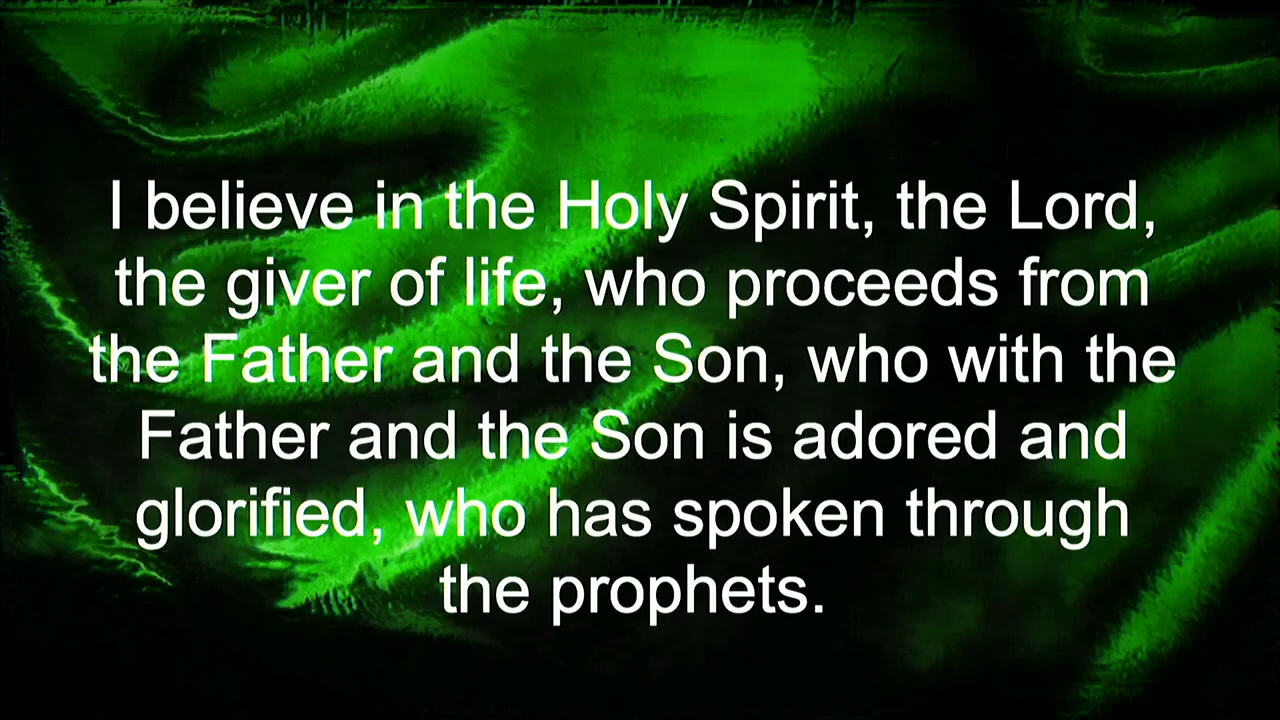 I believe in the Holy Spirit, the Lord,
the giver of life, who proceeds from
the Father and the Son, who with the
Father and the Son is adored and
glorified, who has spoken through
the prophets.